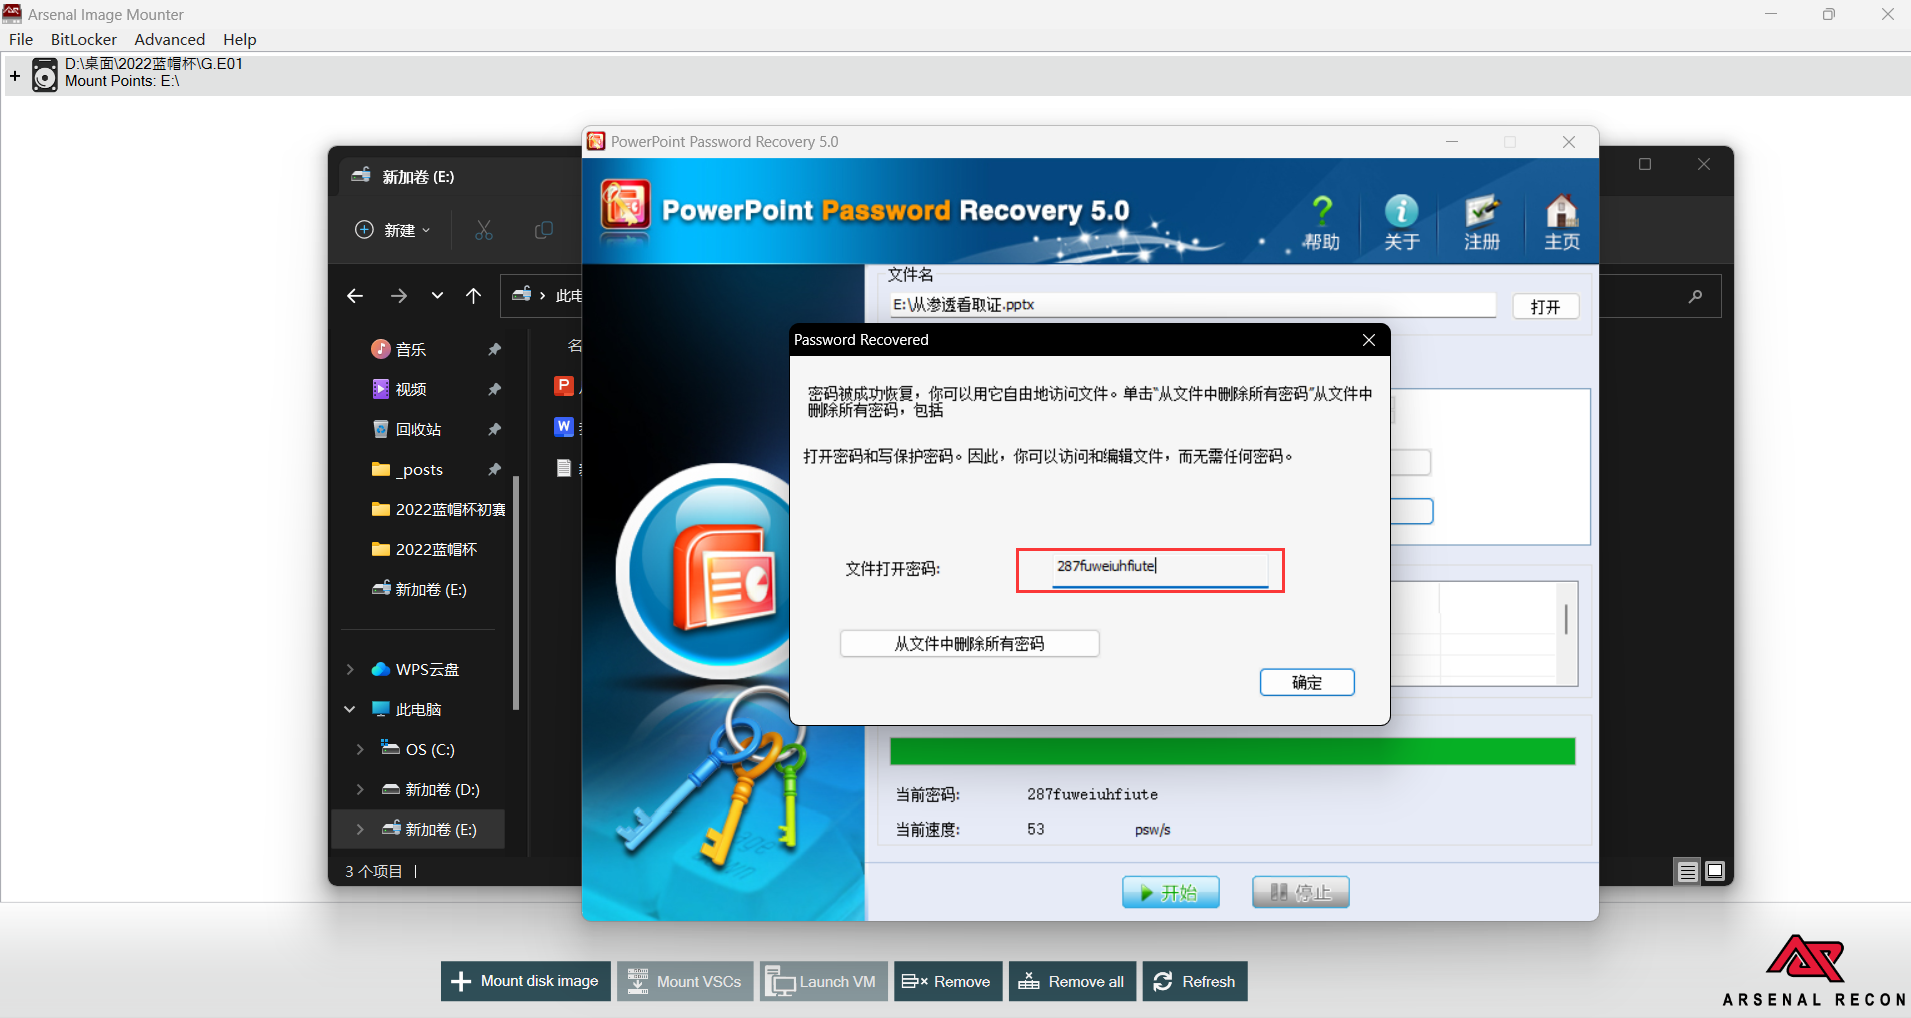 Arsenal Image Mounter
File BitLocker Advanced Help
D:\桌面\2022蓝帽杯\G.E01
Mount Points: E:\
新加卷 (E:)
新建
此电
音乐
视频
回收站
_posts
2022蓝帽杯初赛
2022蓝帽杯
新加卷 (E:)
WPS云盘
此电脑
OS (C:)
新加卷 (D:)
新加卷 (E:)
3 个项目
名
PowerPoint Password Recovery 5.0
PowerPoint Password Recovery 5.0
帮助 关于 注册 主页
文件名
E:\从渗透看取证.pptx
打开
Password Recovered
密码被成功恢复，你可以用它自由地访问文件。单击“从文件中删除所有密码”从文件中
删除所有密码，包括
打开密码和写保护密码。因此，你可以访问和编辑文件，而无需任何密码。
文件打开密码: 287fuweiuhfiute
从文件中删除所有密码
确定
当前密码: 287fuweiuhfiute
当前速度: 53 psw/s
开始 停止
Mount disk image Mount VSCs Launch VM Remove Remove all Refresh
ARSENAL RECON